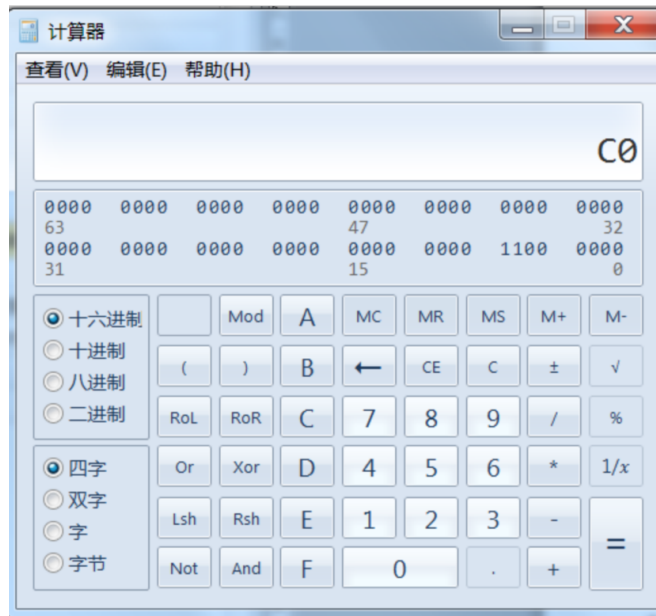 计算器
查看(V) 编辑(E) 帮助(H)
C0
0000 0000 0000 0000 0000 0000 0000 0000
63 47 32
0000 0000 0000 0000 0000 0000 1100 0000
31 15 0
十六进制 Mod A MC MR MS M+ M-
十进制
( ) B ← CE C ± √
八进制
二进制 RoL RoR C 7 8 9 / %
四字 Or Xor D 4 5 6 * 1/x
双字
字 Lsh Rsh E 1 2 3 - =
字节 Not And F 0 . +